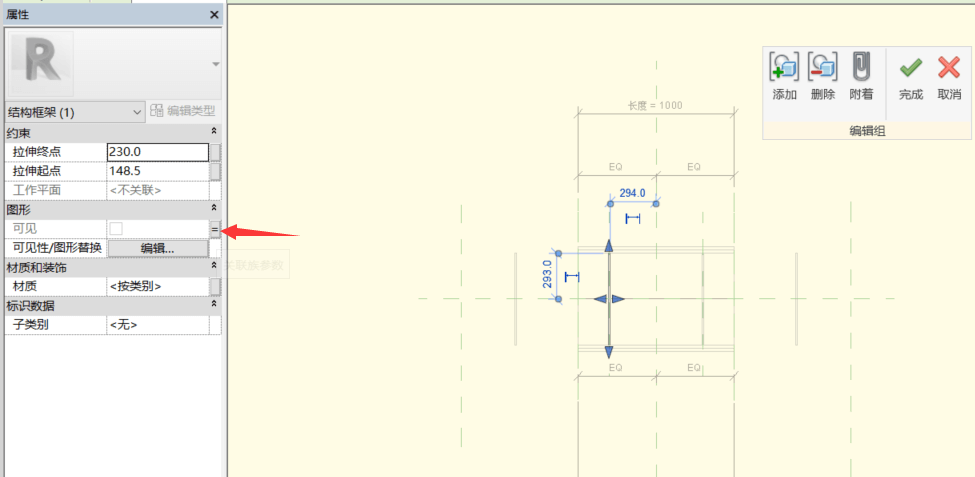 属性
R
结构框架 (1)
编辑类型
约束
拉伸终点 230.0
拉伸起点 148.5
工作平面 <不关联>
图形
可见 =
可见性/图形替换 编辑...
材质和装饰
材质 <按类别>
标识数据
子类别 <无>
关联族参数
长度 = 1000
EQ EQ
294.0
293.0
EQ EQ
添加 删除 附着 完成 取消
编辑组